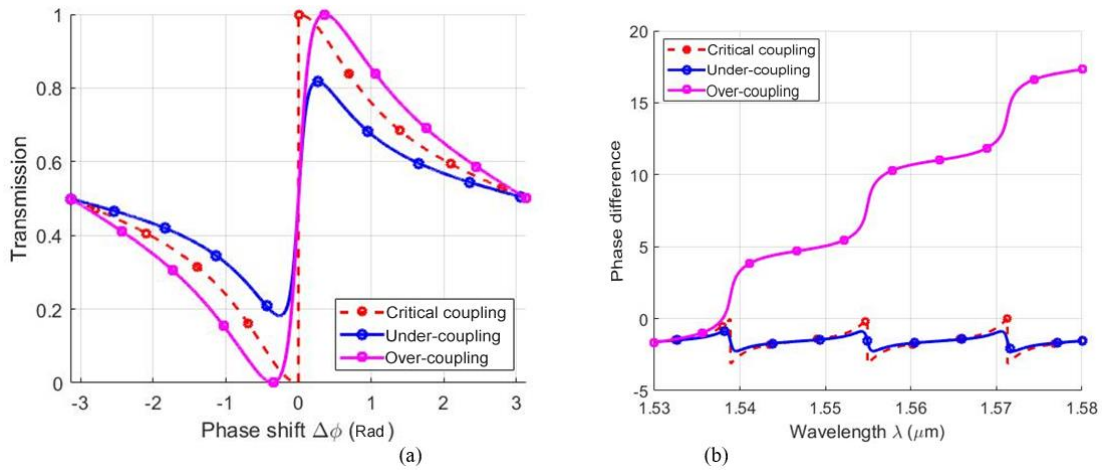 Transmission
1
0.8
0.6
0.4
0.2
0
-3
-2
-1
0
1
2
3
Phase shift Δϕ (Rad)
Critical coupling
Under-coupling
Over-coupling
(a)
Phase difference
20
15
10
5
0
-5
1.53
1.54
1.55
1.56
1.57
1.58
Wavelength λ (μm)
Critical coupling
Under-coupling
Over-coupling
(b)